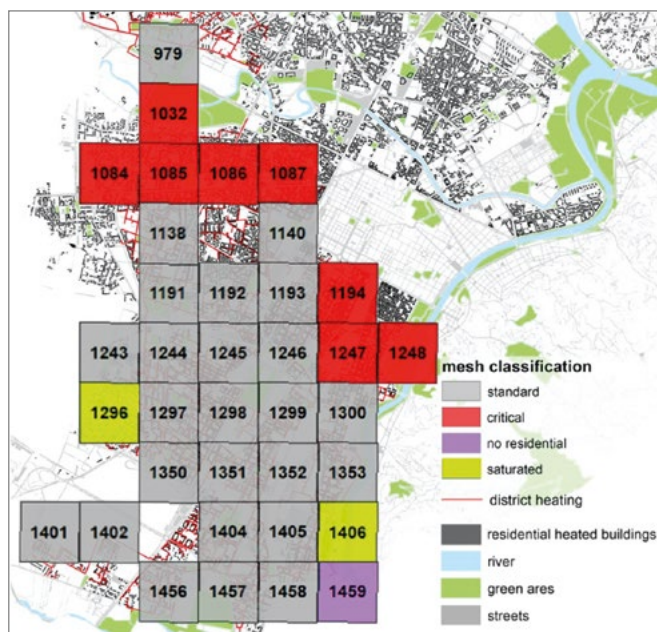 979
1032
1084 1085 1086 1087
1138 1140
1191 1192 1193 1194
1243 1244 1245 1246 1247 1248
1296 1297 1298 1299 1300
1350 1351 1352 1353
1401 1402 1404 1405 1406
1456 1457 1458 1459
mesh classification
standard
critical
no residential
saturated
district heating
residential heated buildings
river
green ares
streets